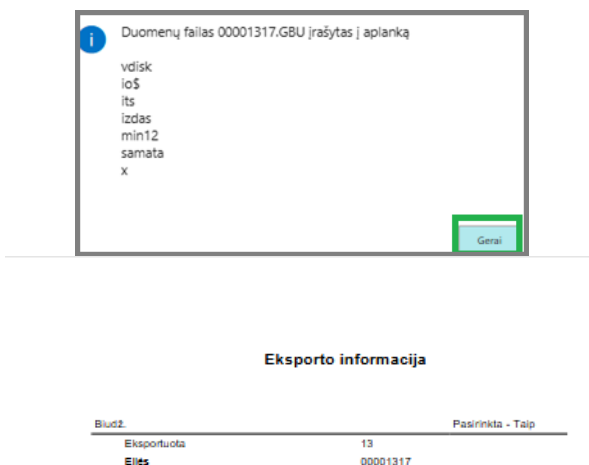 Duomenų failas 00001317.GBU įrašytas į aplanką
vdisk
io$
its
izdas
min12
samata
x
Gerai
Eksporto informacija
Biudž. Pasirinkta - Taip
Eksportuota 13
Eilės 00001317